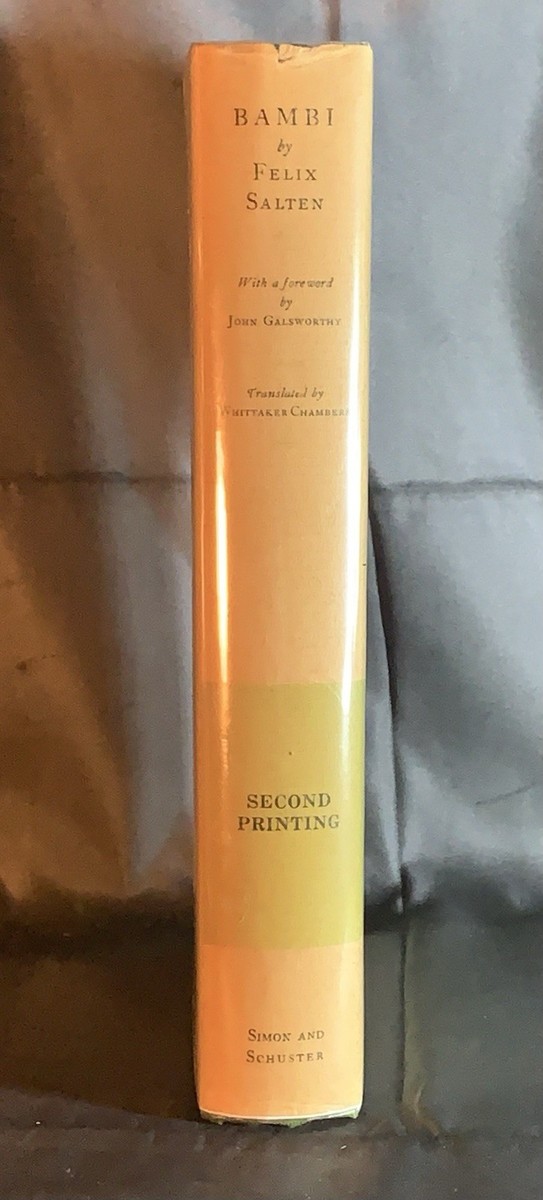 BAMBI
by
FELIX
SALTEN
With a foreword
by
JOHN GALSWORTHY
Translated by
WHITTAKER CHAMBERS
SECOND
PRINTING
SIMON AND
SCHUSTER